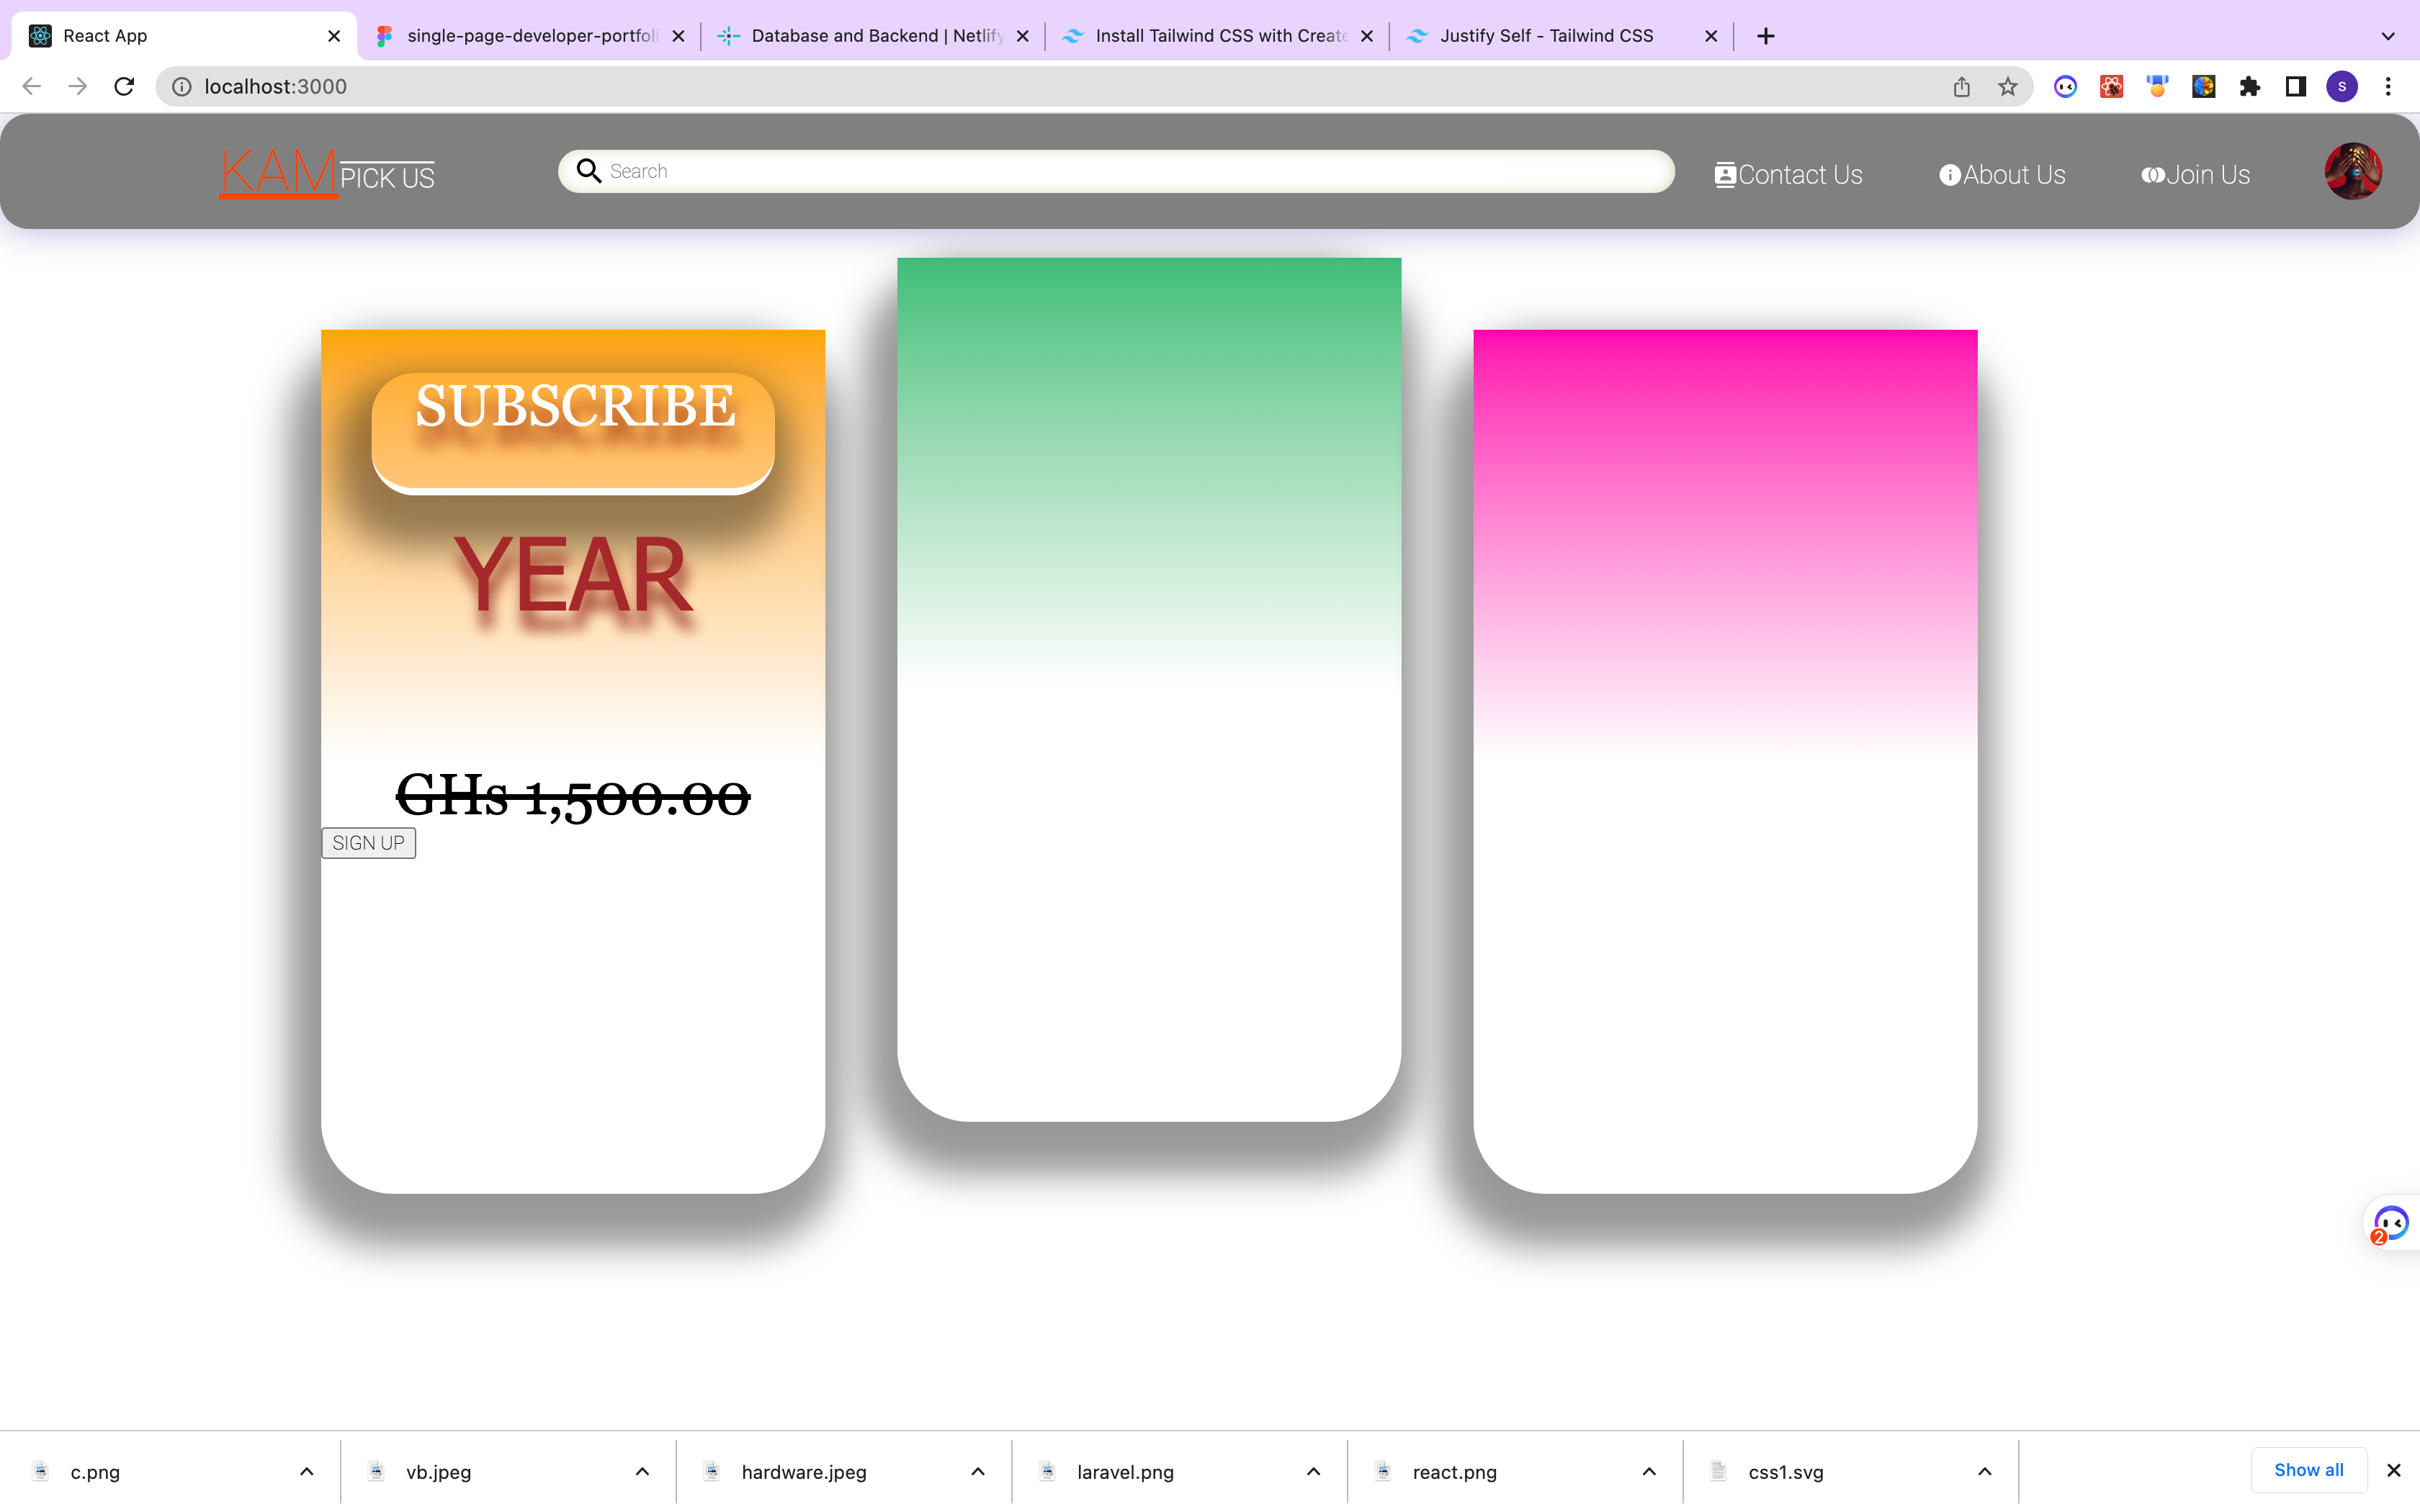 React App
single-page-developer-portfoli
Database and Backend | Netlify
Install Tailwind CSS with Create
Justify Self - Tailwind CSS
localhost:3000
S
KAM PICK US
Search
Contact Us
About Us
Join Us
SUBSCRIBE
YEAR
GHs 1,500.00
SIGN UP
2
c.png
vb.jpeg
hardware.jpeg
laravel.png
react.png
css1.svg
Show all